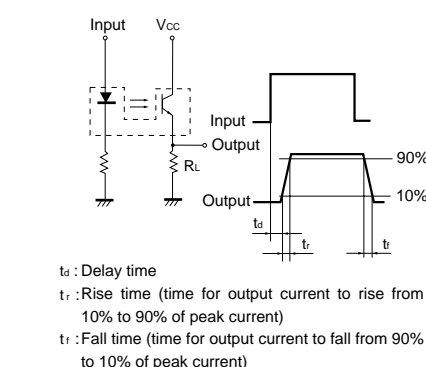 Input Vcc
Input
Output
RL
90%
Output
10%
td
tr
tf
td : Delay time
tr : Rise time (time for output current to rise from
10% to 90% of peak current)
tf : Fall time (time for output current to fall from 90%
to 10% of peak current)